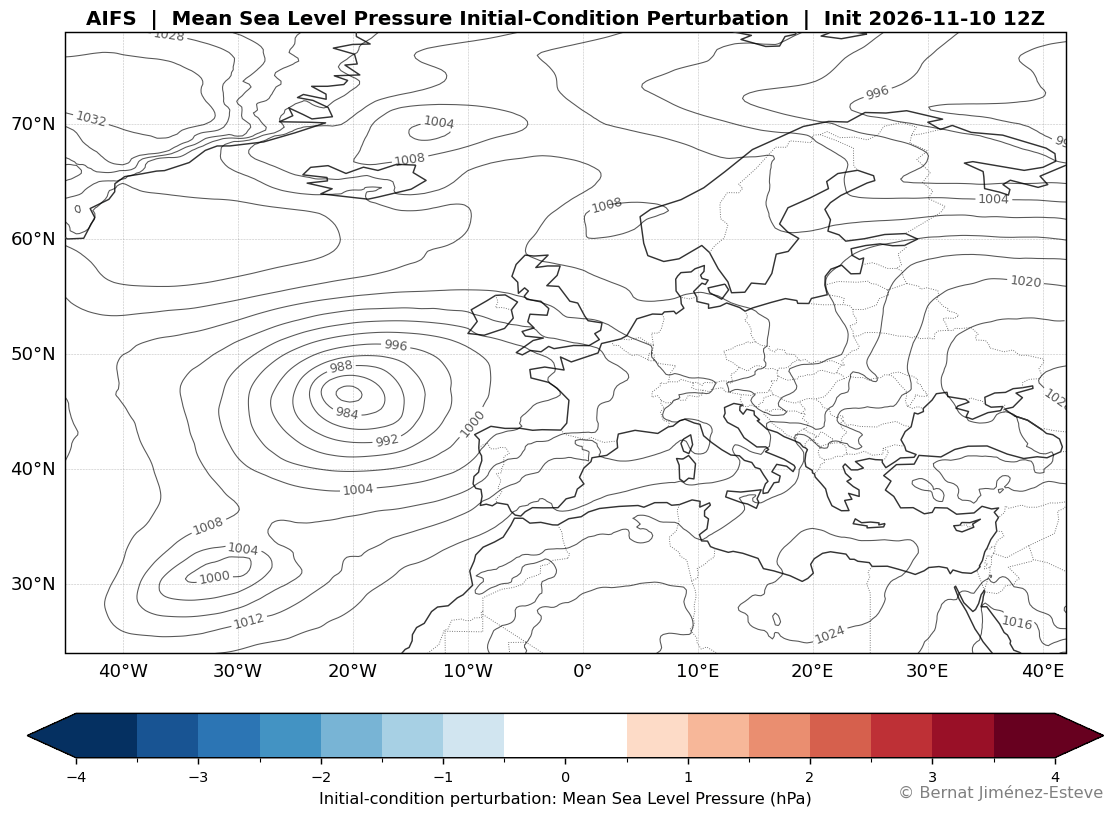 AIFS | Mean Sea Level Pressure Initial-Condition Perturbation | Init 2026-11-10 12Z
1028
1032
996
70°N
1004
1008
0
1008
1004
60°N
1020
50°N
996
988
984
1000
992
40°N
1004
1008
1004
1000
30°N
1012
1024
1016
40°W 30°W 20°W 10°W 0° 10°E 20°E 30°E 40°E
−4 −3 −2 −1 0 1 2 3 4
Initial-condition perturbation: Mean Sea Level Pressure (hPa)
© Bernat Jiménez-Esteve